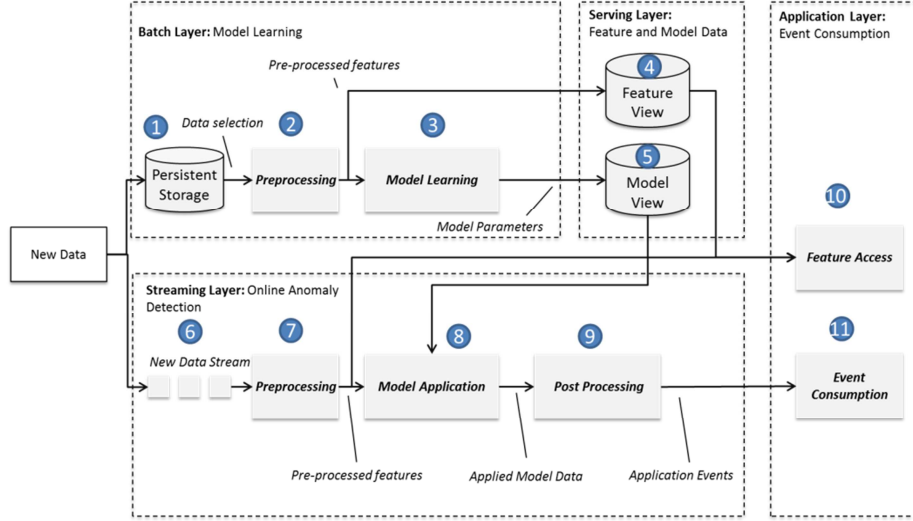 Batch Layer: Model Learning
Serving Layer:
Feature and Model Data
Application Layer:
Event Consumption
Pre-processed features
4
Feature
View
1
Data selection
2
3
5
Persistent
Storage
Preprocessing
Model Learning
Model
View
Model Parameters
10
New Data
Feature Access
Streaming Layer: Online Anomaly
Detection
6
7
8
9
11
New Data Stream
Preprocessing
Model Application
Post Processing
Event
Consumption
Pre-processed features
Applied Model Data
Application Events